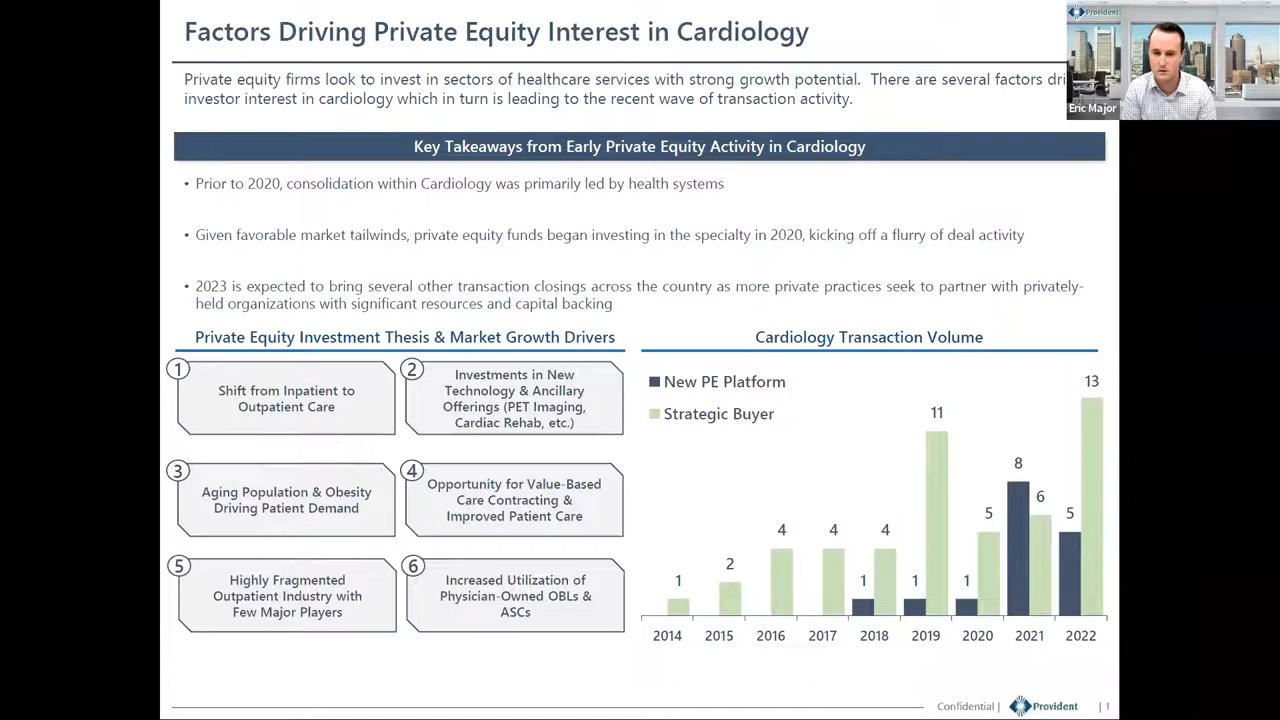 Factors Driving Private Equity Interest in Cardiology
Provident
Eric Major
Private equity firms look to invest in sectors of healthcare services with strong growth potential. There are several factors
investor interest in cardiology which in turn is leading to the recent wave of transaction activity.
Key Takeaways from Early Private Equity Activity in Cardiology
• Prior to 2020, consolidation within Cardiology was primarily led by health systems
• Given favorable market tailwinds, private equity funds began investing in the specialty in 2020, kicking off a flurry of deal activity
• 2023 is expected to bring several other transaction closings across the country as more private practices seek to partner with privately-
held organizations with significant resources and capital backing
Private Equity Investment Thesis & Market Growth Drivers
1
Shift from Inpatient to
Outpatient Care
2
Investments in New
Technology & Ancillary
Offerings (PET Imaging,
Cardiac Rehab, etc.)
3
Aging Population & Obesity
Driving Patient Demand
4
Opportunity for Value-Based
Care Contracting &
Improved Patient Care
5
Highly Fragmented
Outpatient Industry with
Few Major Players
6
Increased Utilization of
Physician-Owned OBLs &
ASCs
Cardiology Transaction Volume
New PE Platform
Strategic Buyer
1 2 4 4 1 4 1 11 1 5 8 6 5 13
2014 2015 2016 2017 2018 2019 2020 2021 2022
Confidential | Provident | 1